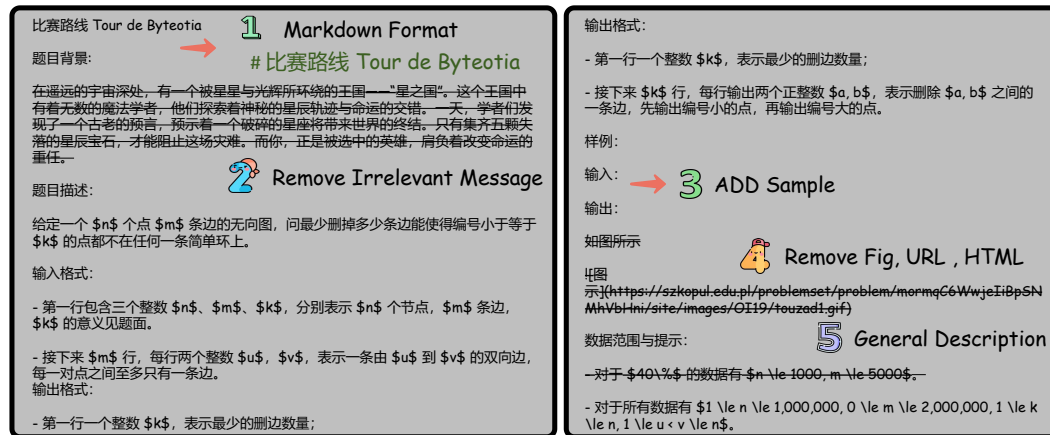 比赛路线 Tour de Byteotia
1 Markdown Format
# 比赛路线 Tour de Byteotia
题目背景:
在遥远的宇宙深处，有一个被星星与光辉所环绕的王国——“星之国”。这个王国中
有着无数的魔法学者，他们探索着神秘的星辰轨迹与命运的交错。一天，学者们发
现了一个古老的预言，预示着一个破碎的星座将带来世界的终结。只有集齐五颗失
落的星辰宝石，才能阻止这场灾难。而你，正是被选中的英雄，肩负着改变命运的
重任。
2 Remove Irrelevant Message
题目描述:
给定一个 $n$ 个点 $m$ 条边的无向图，问最少删掉多少条边能使得编号小于等于
$k$ 的点都不在任何一条简单环上。
输入格式:
- 第一行包含三个整数 $n$、$m$、$k$，分别表示 $n$ 个节点，$m$ 条边，
$k$ 的意义见题面。
- 接下来 $m$ 行，每行两个整数 $u$，$v$，表示一条由 $u$ 到 $v$ 的双向边，
每一对点之间至多只有一条边。
输出格式:
- 第一行一个整数 $k$，表示最少的删边数量；
输出格式:
- 第一行一个整数 $k$，表示最少的删边数量；
- 接下来 $k$ 行，每行输出两个正整数 $a, b$，表示删除 $a, b$ 之间的
一条边，先输出编号小的点，再输出编号大的点。
样例:
输入:
3 ADD Sample
输出:
如图所示
4 Remove Fig, URL , HTML
![图
示](https://szkopul.edu.pl/problemset/problem/mormqC6WwjeIiBpSN
MhVbHni/site/images/OI19/touzad1.gif)
5 General Description
数据范围与提示:
- 对于 $40\%$ 的数据有 $n \le 1000, m \le 5000$。
- 对于所有数据有 $1 \le n \le 1,000,000, 0 \le m \le 2,000,000, 1 \le k
\le n, 1 \le u < v \le n$。